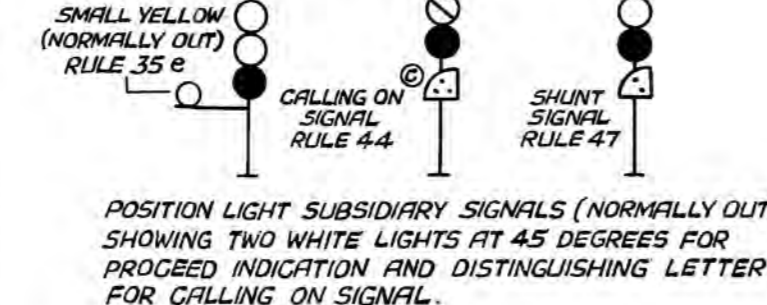 SMALL YELLOW
(NORMALLY OUT)
RULE 35 e
CALLING ON
SIGNAL
RULE 44
C
SHUNT
SIGNAL
RULE 47
POSITION LIGHT SUBSIDIARY SIGNALS (NORMALLY OUT
SHOWING TWO WHITE LIGHTS AT 45 DEGREES FOR
PROCEED INDICATION AND DISTINGUISHING LETTER
FOR CALLING ON SIGNAL.